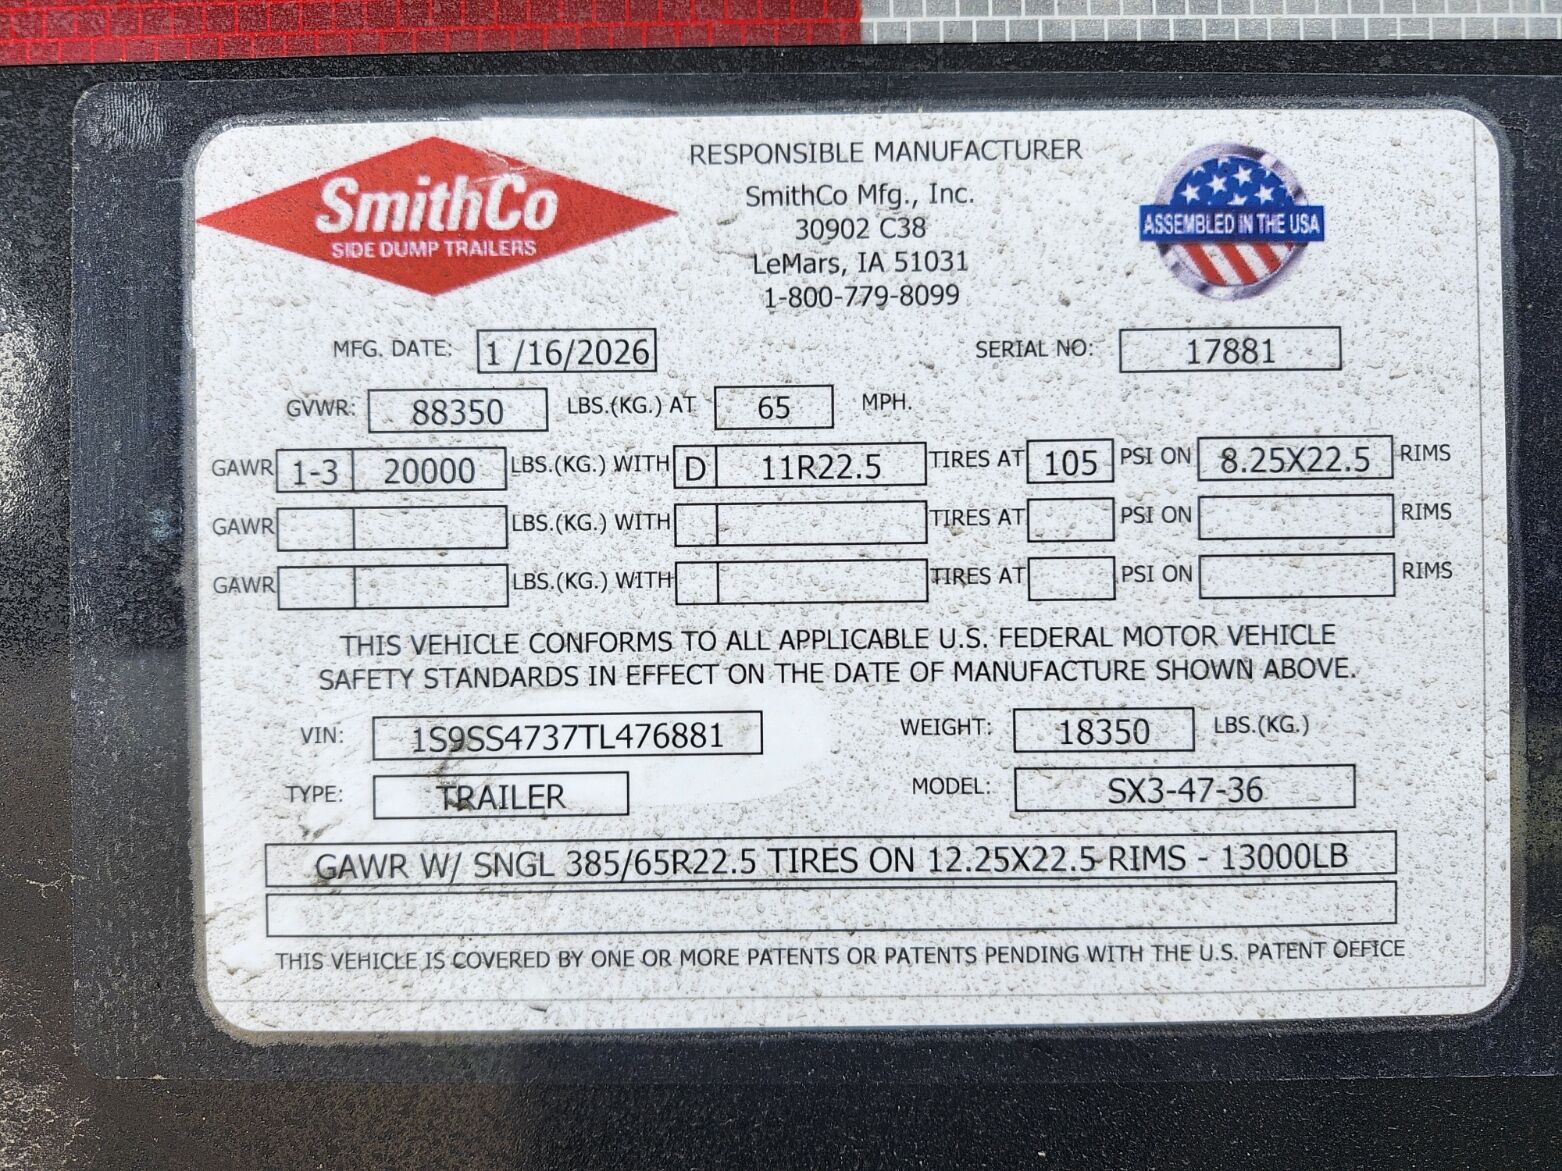 SmithCo
SIDE DUMP TRAILERS
RESPONSIBLE MANUFACTURER
SmithCo Mfg., Inc.
30902 C38
LeMars, IA 51031
1-800-779-8099
ASSEMBLED IN THE USA
MFG. DATE: 1 /16/2026 SERIAL NO: 17881
GVWR: 88350 LBS.(KG.) AT 65 MPH.
GAWR 1-3 20000 LBS.(KG.) WITH D 11R22.5 TIRES AT 105 PSI ON 8.25X22.5 RIMS
GAWR LBS.(KG.) WITH TIRES AT PSI ON RIMS
GAWR LBS.(KG.) WITH TIRES AT PSI ON RIMS
THIS VEHICLE CONFORMS TO ALL APPLICABLE U.S. FEDERAL MOTOR VEHICLE
SAFETY STANDARDS IN EFFECT ON THE DATE OF MANUFACTURE SHOWN ABOVE.
VIN: 1S9SS4737TL476881 WEIGHT: 18350 LBS.(KG.)
TYPE: TRAILER MODEL: SX3-47-36
GAWR W/ SNGL 385/65R22.5 TIRES ON 12.25X22.5 RIMS - 13000LB
THIS VEHICLE IS COVERED BY ONE OR MORE PATENTS OR PATENTS PENDING WITH THE U.S. PATENT OFFICE